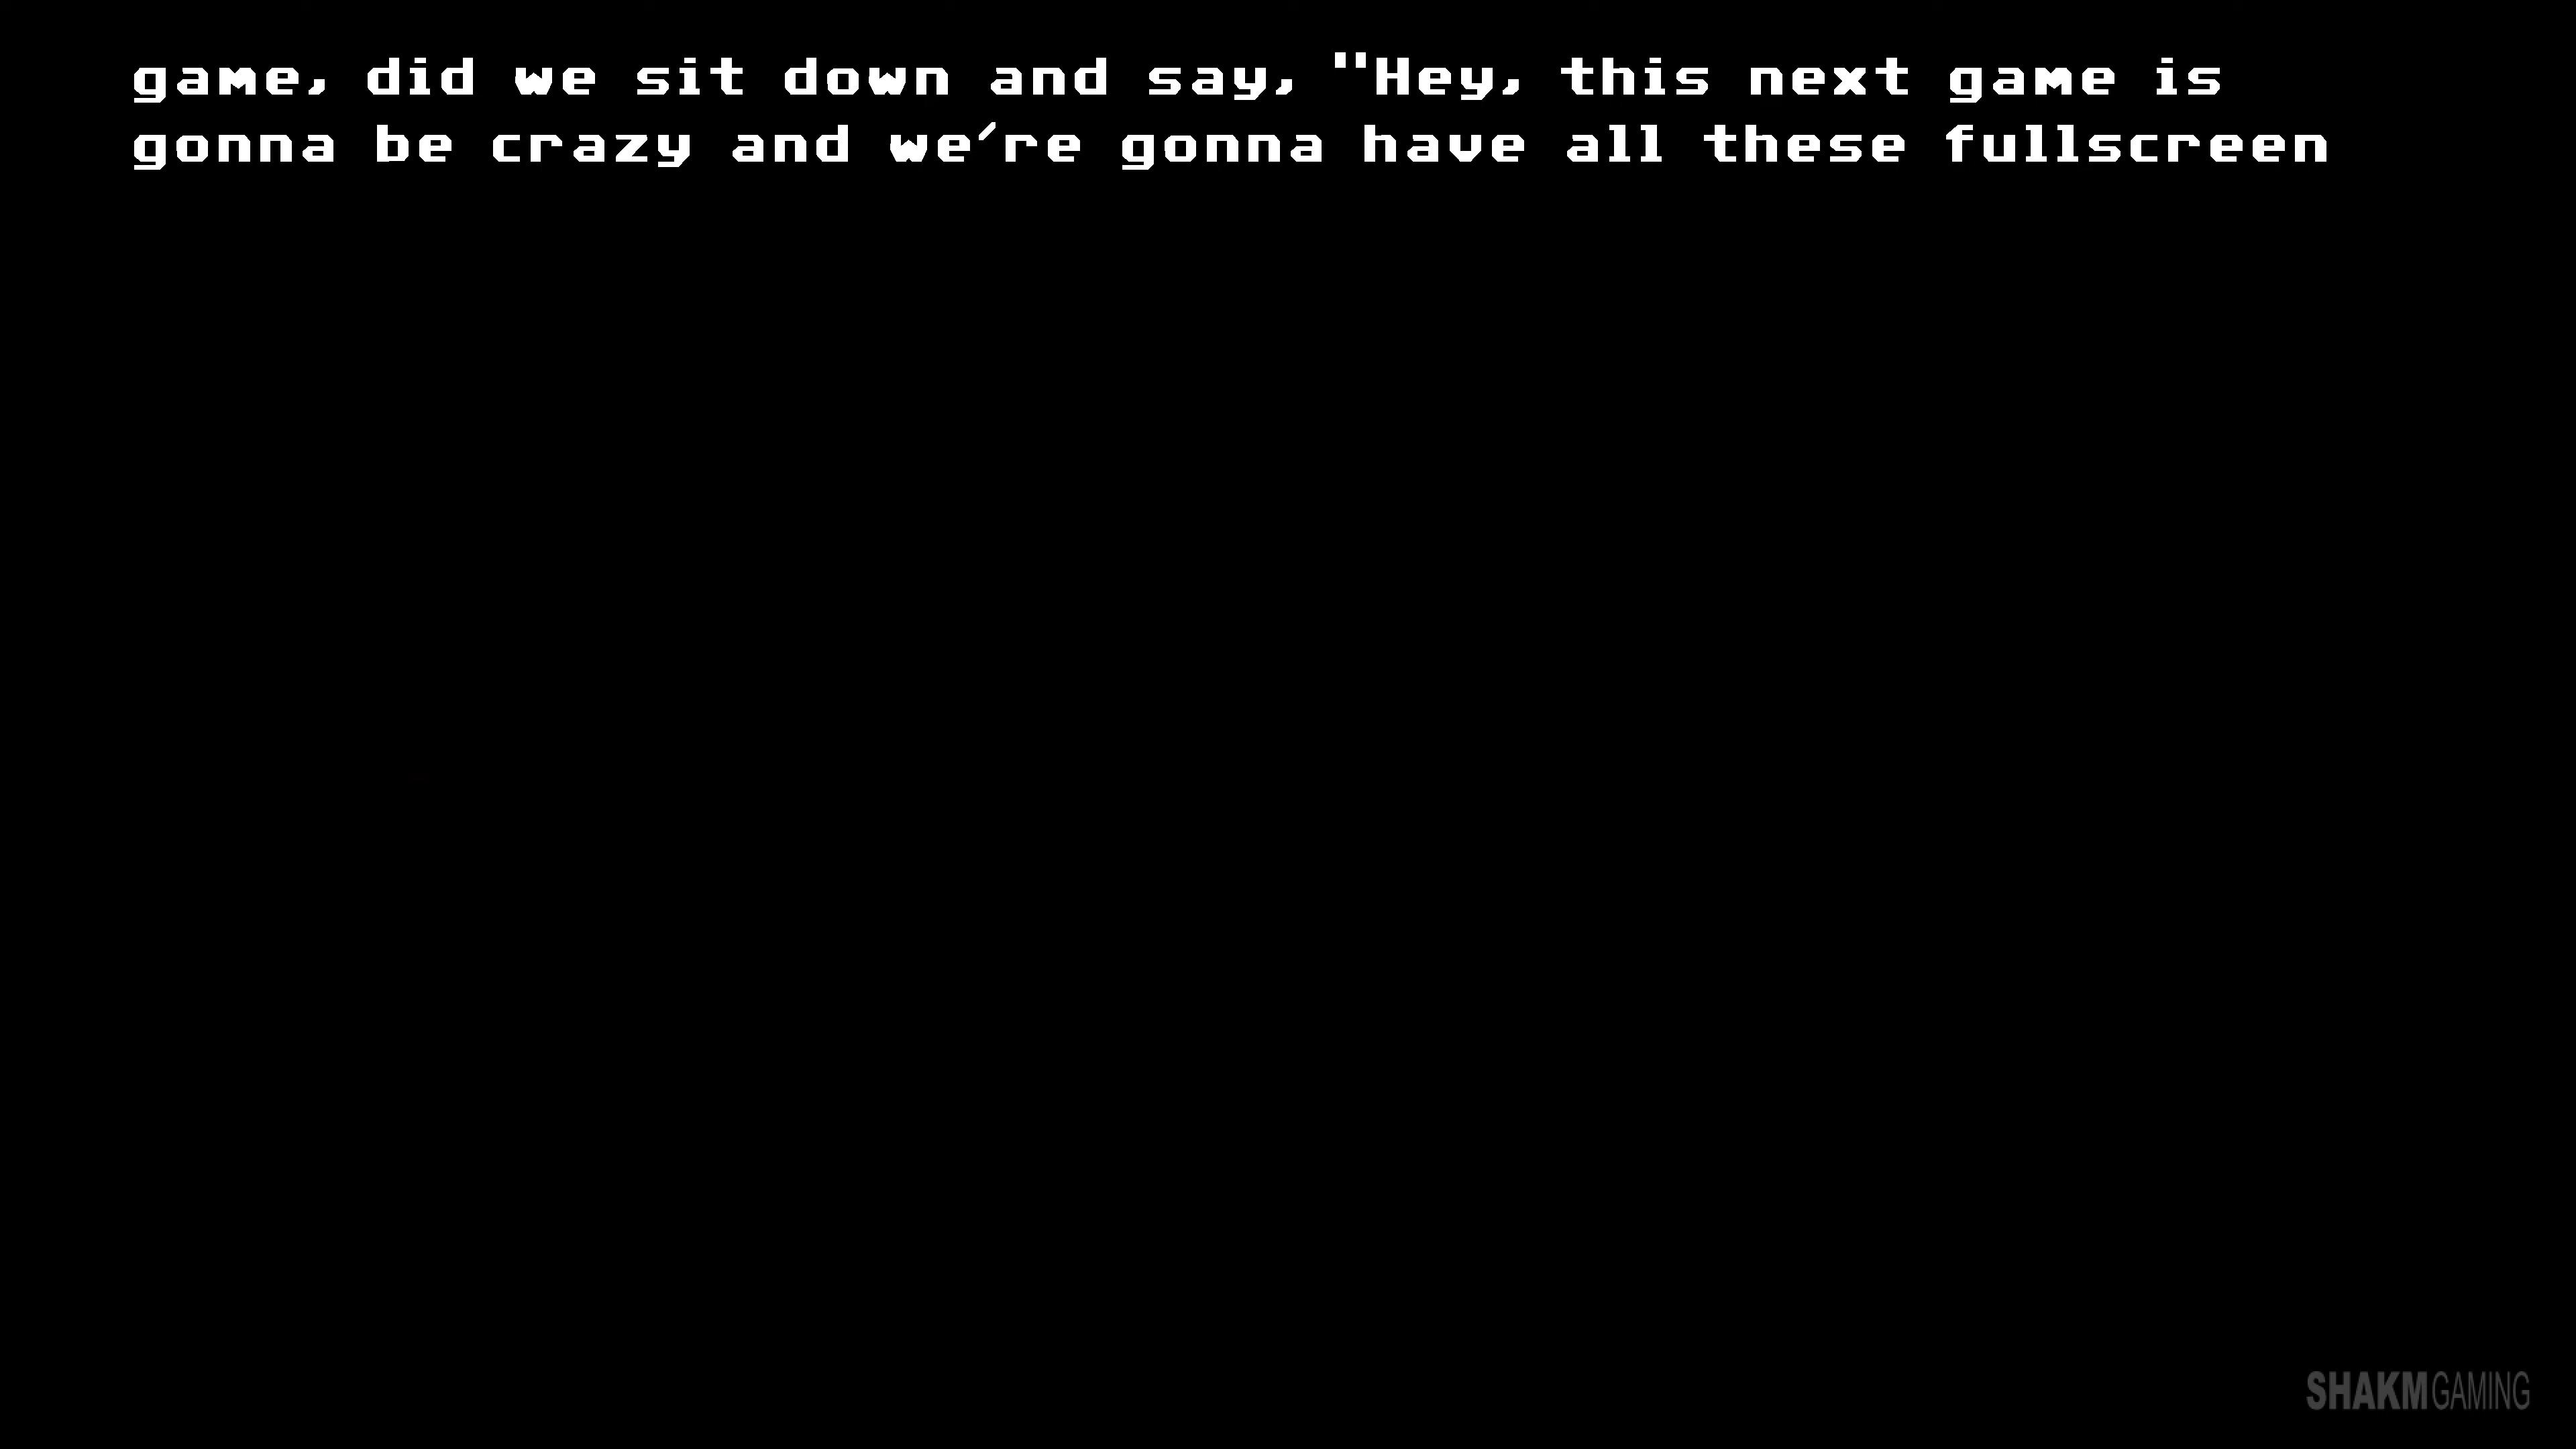 game, did we sit down and say, "Hey, this next game is
gonna be crazy and we're gonna have all these fullscreen
SHAKMGAMING